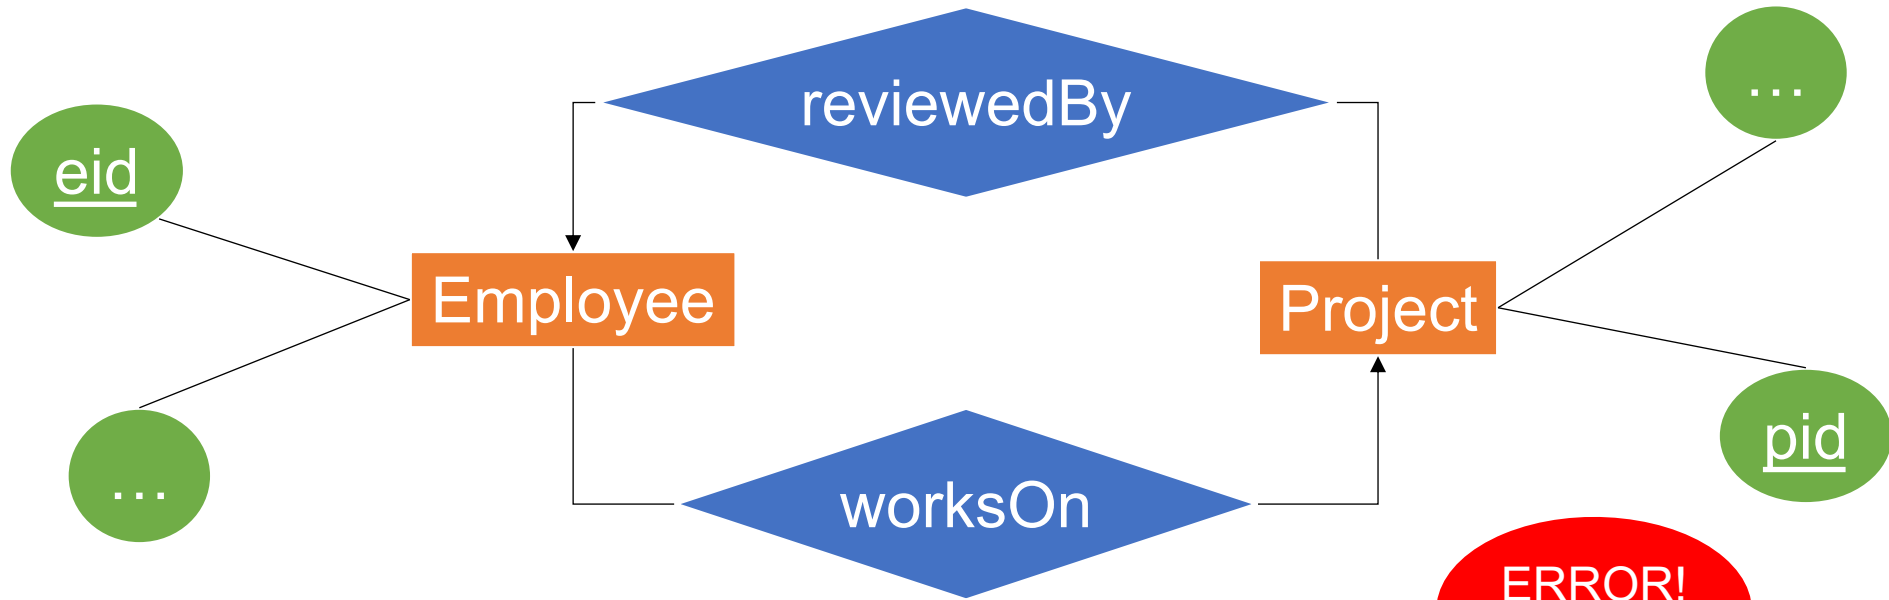 reviewedBy
…
eid
Employee
Project
pid
…
worksOn
ERROR!